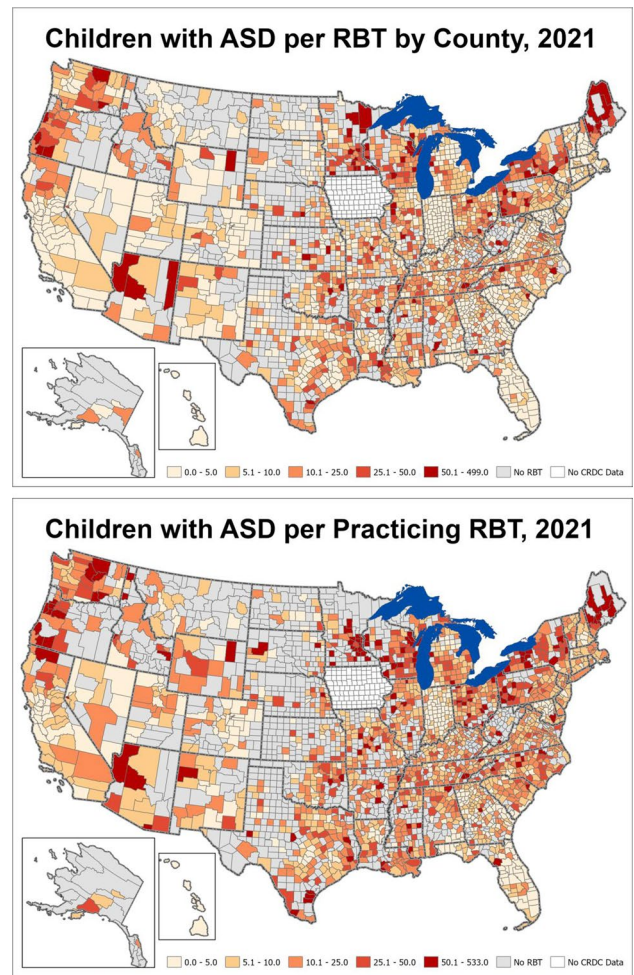 Children with ASD per RBT by County, 2021
4
0.0 - 5.0 5.1 - 10.0 10.1 - 25.0 25.1 - 50.0 50.1 - 499.0 No RBT No CRDC Data
Children with ASD per Practicing RBT, 2021
4
0.0 - 5.0 5.1 - 10.0 10.1 - 25.0 25.1 - 50.0 50.1 - 533.0 No RBT No CRDC Data